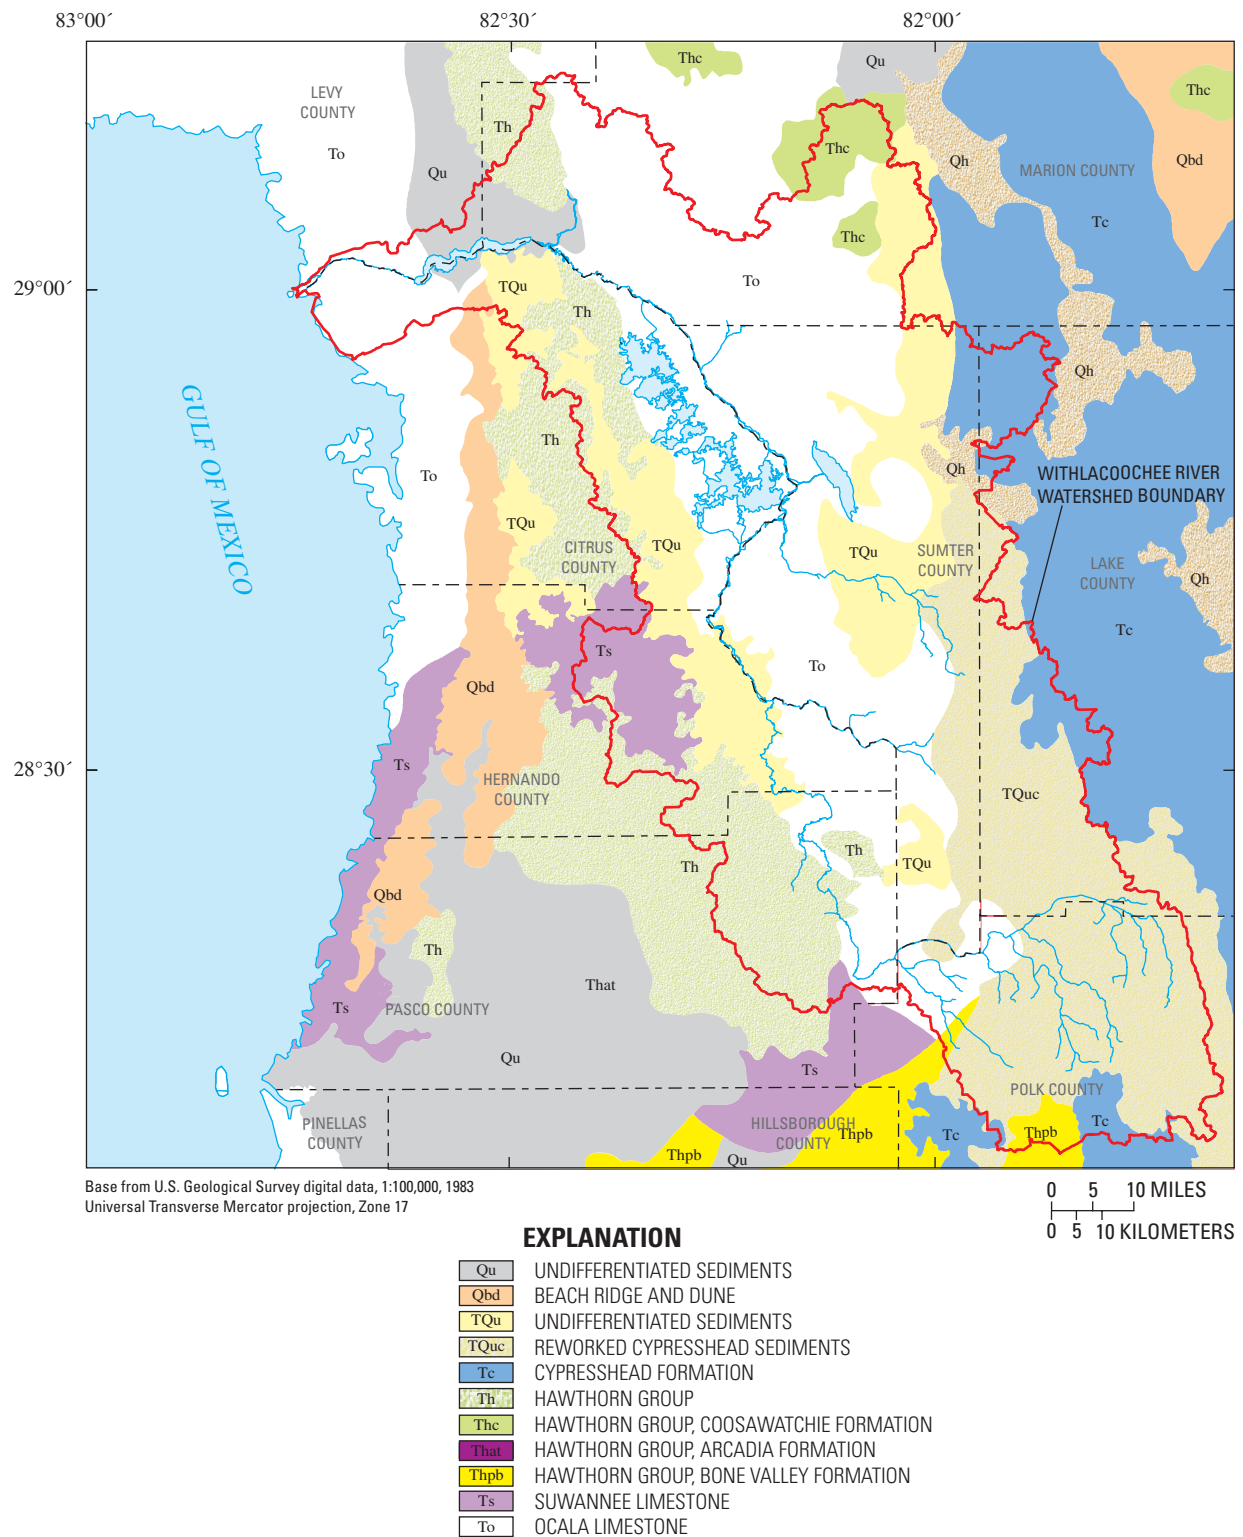 83°00´
82°30´
82°00´
Thc
Qu
Thc
LEVY
COUNTY
Th
To
Thc
Qh
MARION COUNTY
Qbd
Qu
Tc
Thc
To
29°00´
TQu
Th
Qh
GULF OF MEXICO
Th
To
Qh
WITHLACOOCHEE RIVER
WATERSHED BOUNDARY
TQu
CITRUS
COUNTY
TQu
TQu
SUMTER
COUNTY
LAKE
COUNTY
Qh
Tc
Ts
To
Qbd
28°30´
Ts
HERNANDO
COUNTY
TQuc
Th
Th
TQu
Qbd
Th
That
Ts
PASCO COUNTY
Qu
Ts
POLK COUNTY
PINELLAS
COUNTY
HILLSBOROUGH
COUNTY
Thpb
Tc
Thpb
Tc
Thpb
Qu
Base from U.S. Geological Survey digital data, 1:100,000, 1983
Universal Transverse Mercator projection, Zone 17
0 5 10 MILES
0 5 10 KILOMETERS
EXPLANATION
Qu UNDIFFERENTIATED SEDIMENTS
Qbd BEACH RIDGE AND DUNE
TQu UNDIFFERENTIATED SEDIMENTS
TQuc REWORKED CYPRESSHEAD SEDIMENTS
Tc CYPRESSHEAD FORMATION
Th HAWTHORN GROUP
Thc HAWTHORN GROUP, COOSAWATCHIE FORMATION
That HAWTHORN GROUP, ARCADIA FORMATION
Thpb HAWTHORN GROUP, BONE VALLEY FORMATION
Ts SUWANNEE LIMESTONE
To OCALA LIMESTONE